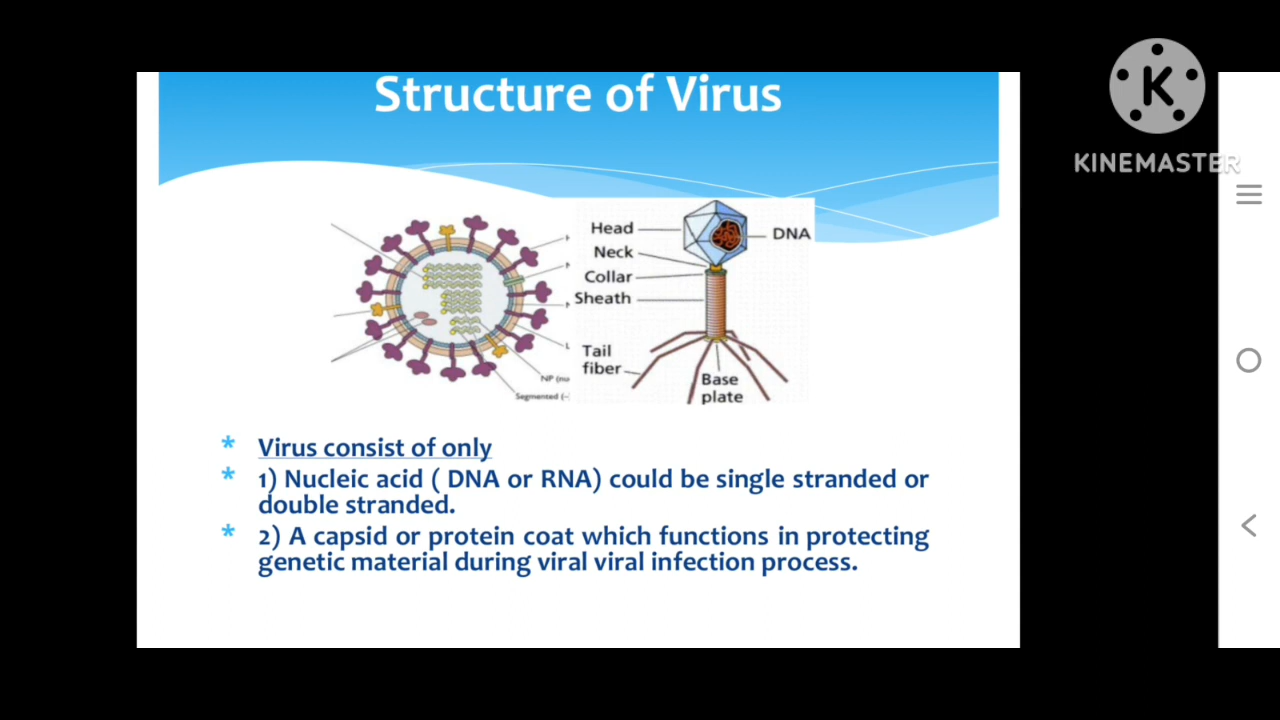 Structure of Virus
KINEMASTER
Head
DNA
Neck
Collar
Sheath
Tail
fiber
Base
plate
NP
Segmented (-)
* Virus consist of only
* 1) Nucleic acid ( DNA or RNA) could be single stranded or
double stranded.
* 2) A capsid or protein coat which functions in protecting
genetic material during viral viral infection process.